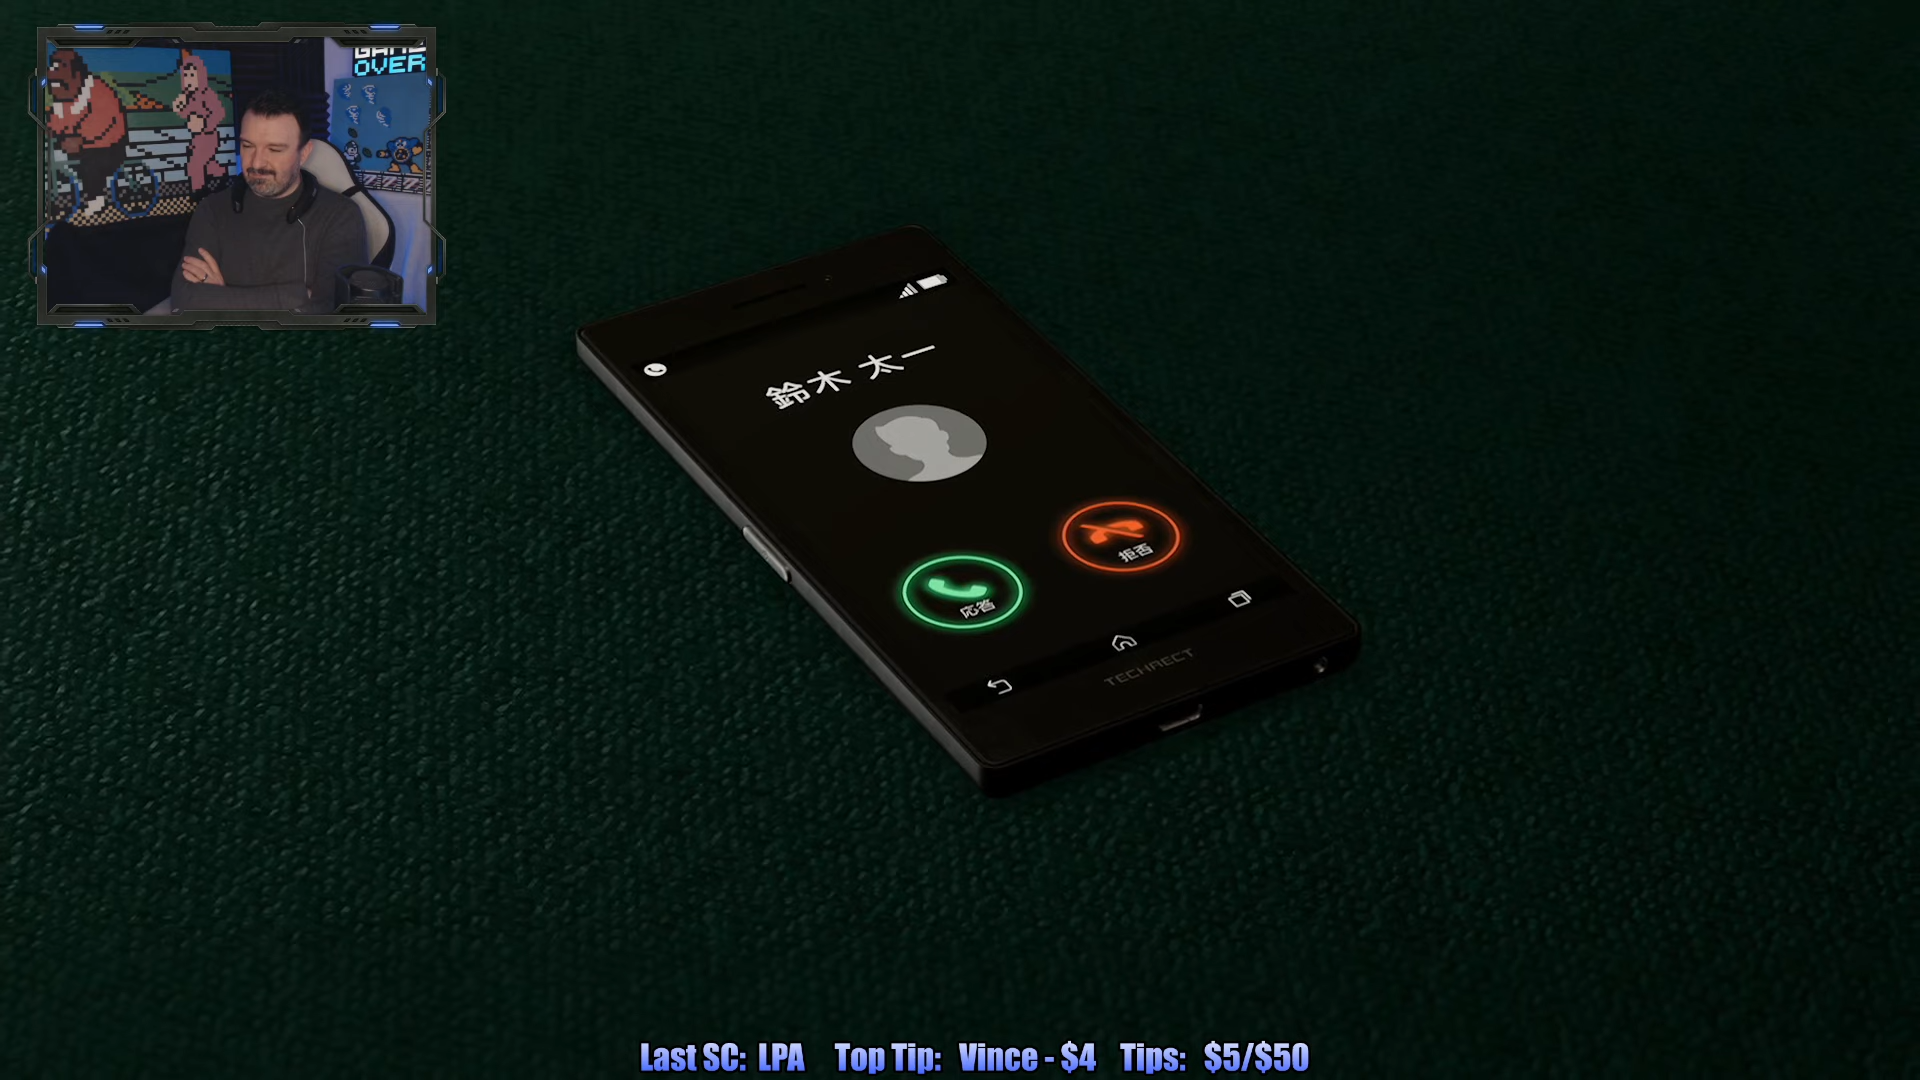 GAME
OVER
鈴木 太一
拒否
応答
TECHRECT
Last SC: LPA Top Tip: Vince - $4 Tips: $5/$50